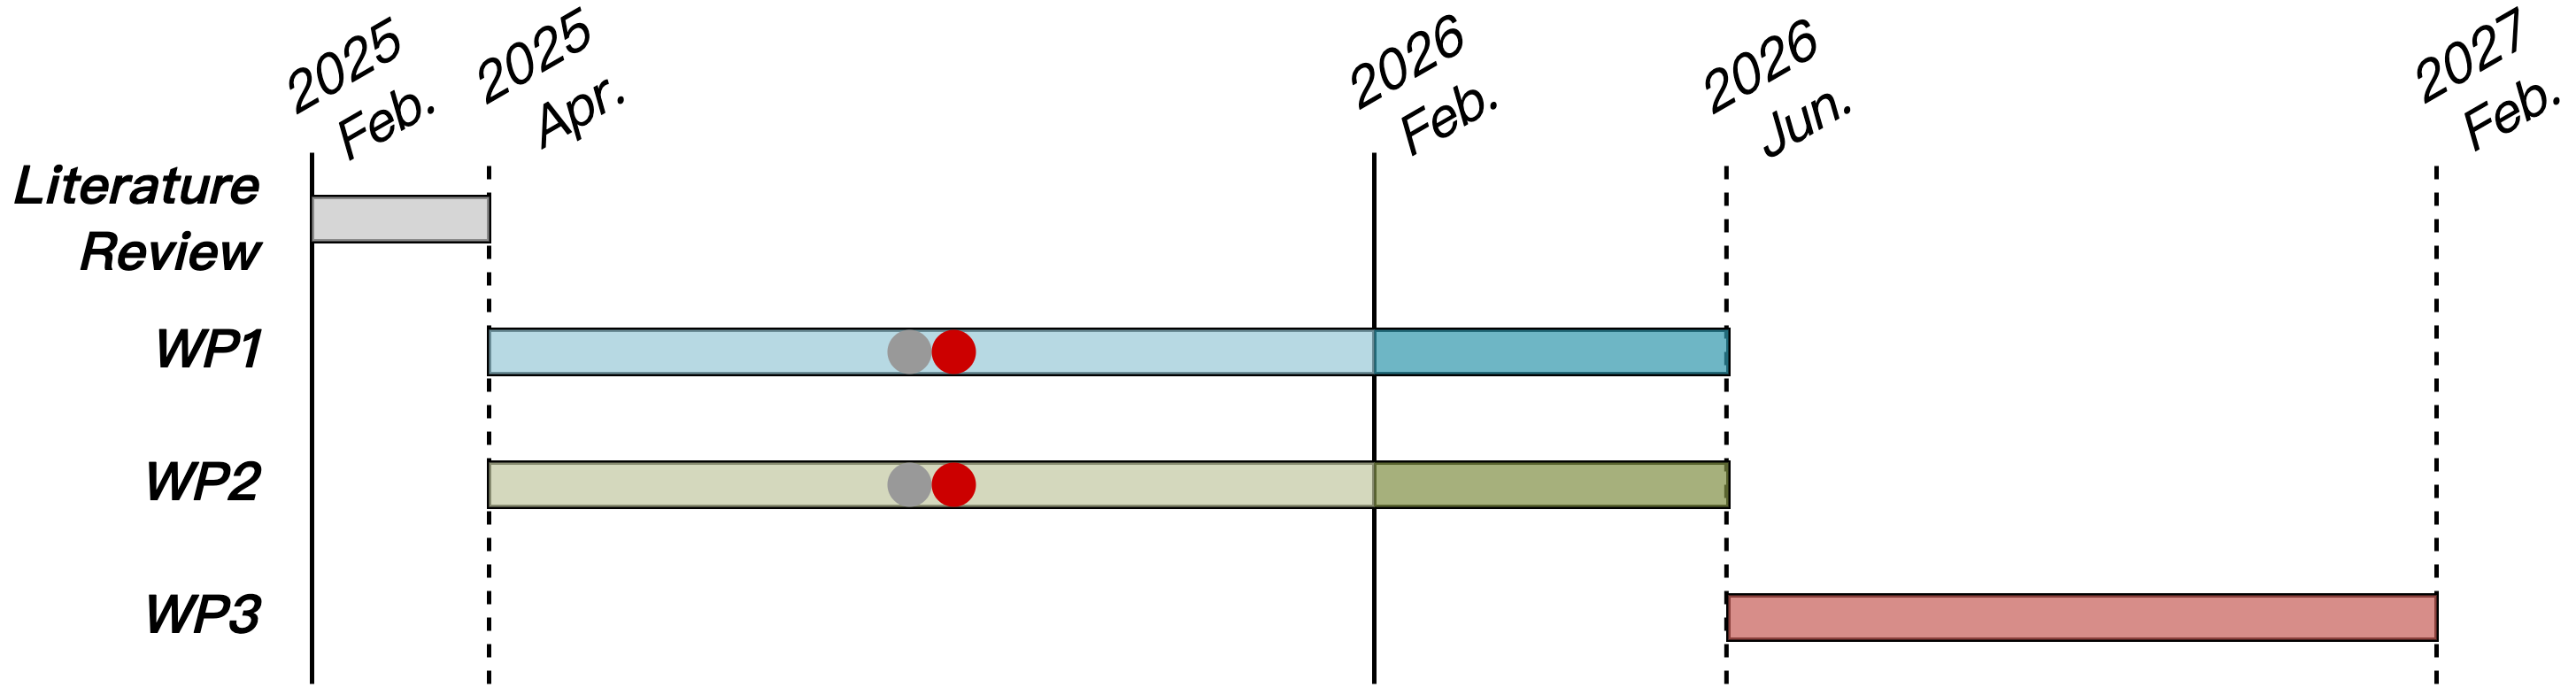 2025
Feb.
2025
Apr.
2026
Feb.
2026
Jun.
2027
Feb.
Literature
Review
WP1
WP2
WP3